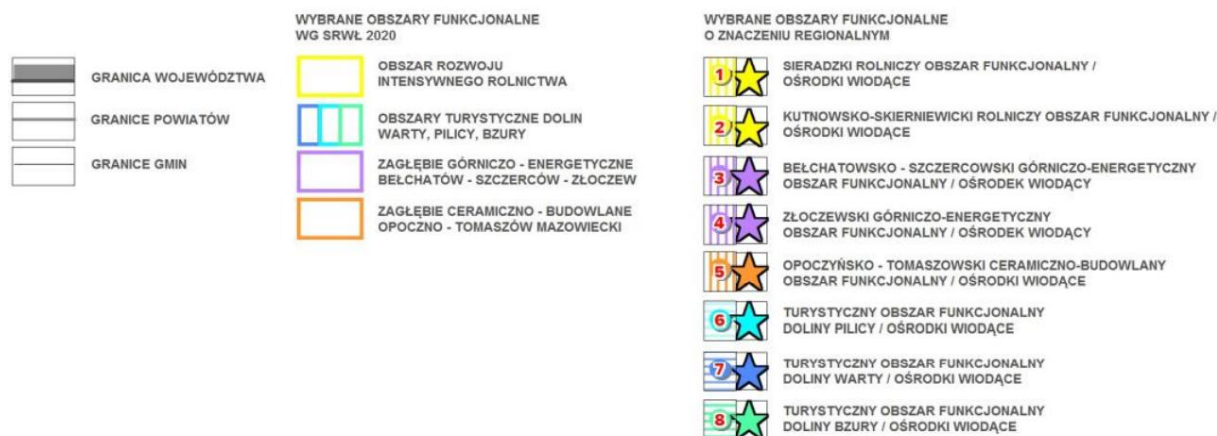 GRANICA WOJEWÓDZTWA
GRANICE POWIATÓW
GRANICE GMIN
WYBRANE OBSZARY FUNKCJONALNE
WG SRWŁ 2020
OBSZAR ROZWOJU
INTENSYWNEGO ROLNICTWA
OBSZARY TURYSTYCZNE DOLIN
WARTY, PILICY, BZURY
ZAGŁĘBIE GÓRNICZO - ENERGETYCZNE
BEŁCHATÓW - SZCZERCÓW - ZŁOCZEW
ZAGŁĘBIE CERAMICZNO - BUDOWLANE
OPOCZNO - TOMASZÓW MAZOWIECKI
WYBRANE OBSZARY FUNKCJONALNE
O ZNACZENIU REGIONALNYM
1 SIERADZKI ROLNICZY OBSZAR FUNKCJONALNY /
OŚRODKI WIODĄCE
2 KUTNOWSKO-SKIERNIEWICKI ROLNICZY OBSZAR FUNKCJONALNY /
OŚRODKI WIODĄCE
3 BEŁCHATOWSKO - SZCZERCOWSKI GÓRNICZO-ENERGETYCZNY
OBSZAR FUNKCJONALNY / OŚRODEK WIODĄCY
4 ZŁOCZEWSKI GÓRNICZO-ENERGETYCZNY
OBSZAR FUNKCJONALNY / OŚRODEK WIODĄCY
5 OPOCZYŃSKO - TOMASZOWSKI CERAMICZNO-BUDOWLANY
OBSZAR FUNKCJONALNY / OŚRODKI WIODĄCE
6 TURYSTYCZNY OBSZAR FUNKCJONALNY
DOLINY PILICY / OŚRODKI WIODĄCE
7 TURYSTYCZNY OBSZAR FUNKCJONALNY
DOLINY WARTY / OŚRODKI WIODĄCE
8 TURYSTYCZNY OBSZAR FUNKCJONALNY
DOLINY BZURY / OŚRODKI WIODĄCE